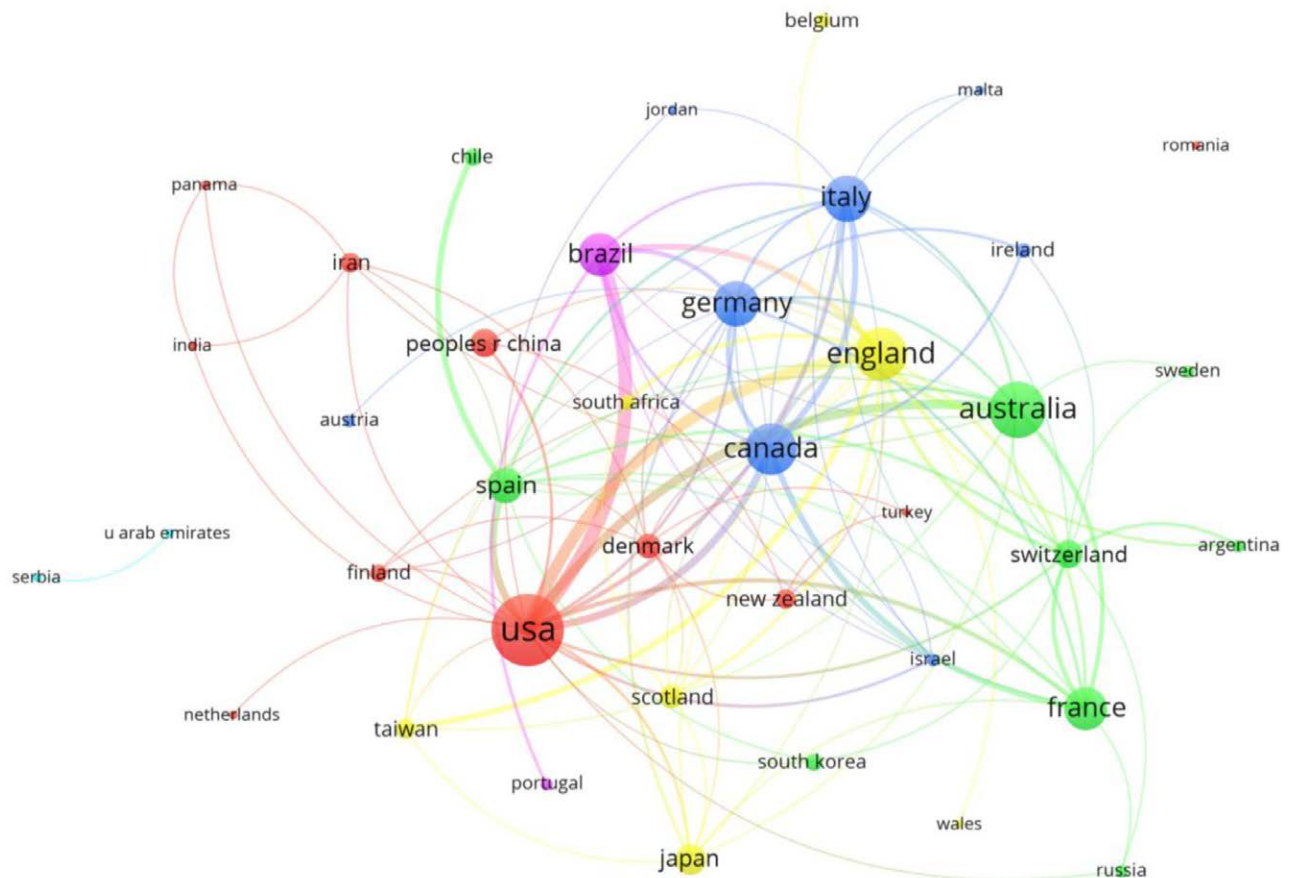 belgium
malta
jordan
romania
chile
panama
italy
brazil
ireland
iran
germany
peoples r china
india
england
sweden
south africa
australia
austria
canada
spain
turkey
u arab emirates
denmark
argentina
switzerland
serbia
finland
new zealand
usa
israel
scotland
france
netherlands
taiwan
south korea
portugal
wales
japan
russia